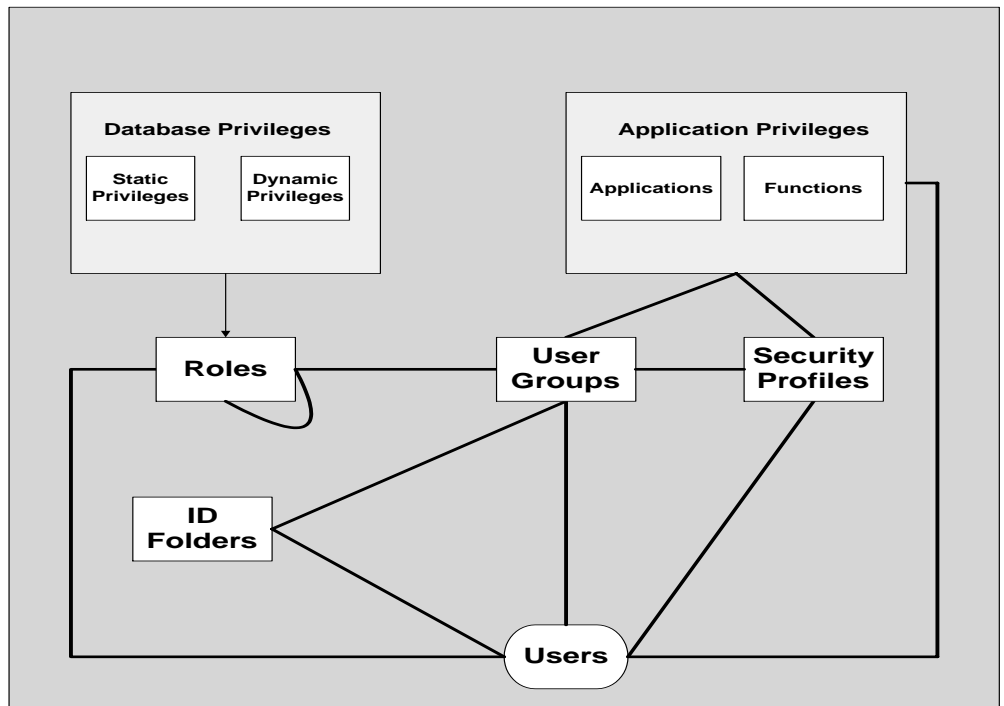 Database Privileges
Static
Privileges
Dynamic
Privileges
Application Privileges
Applications
Functions
Roles
User
Groups
Security
Profiles
ID
Folders
Users